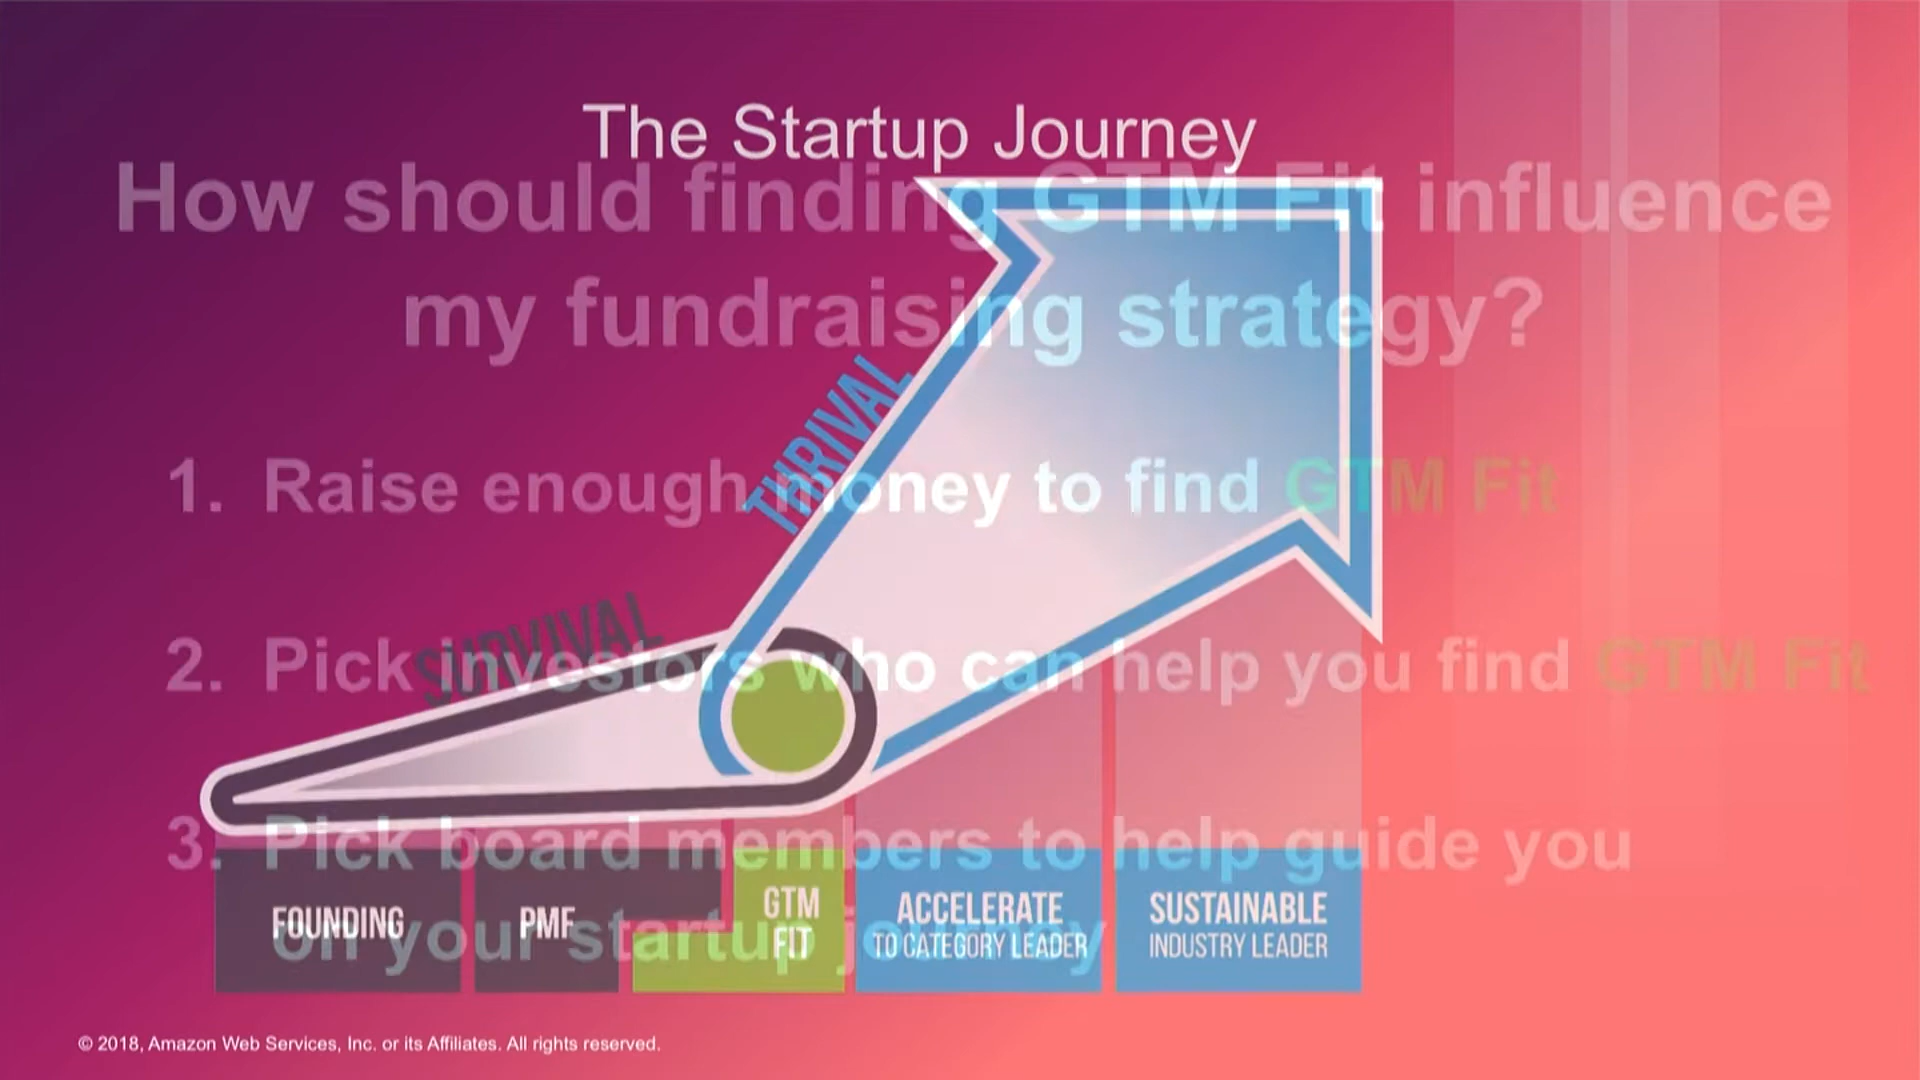 The Startup Journey
How should finding GTM Fit influence
my fundraising strategy?
THRIVAL
1. Raise enough money to find GTM Fit
SURVIVAL
2. Pick investors who can help you find GTM Fit
3. Pick board members to help guide you
on your startup journey
FOUNDING
PMF
GTM
FIT
ACCELERATE
TO CATEGORY LEADER
SUSTAINABLE
INDUSTRY LEADER
© 2018, Amazon Web Services, Inc. or its Affiliates. All rights reserved.